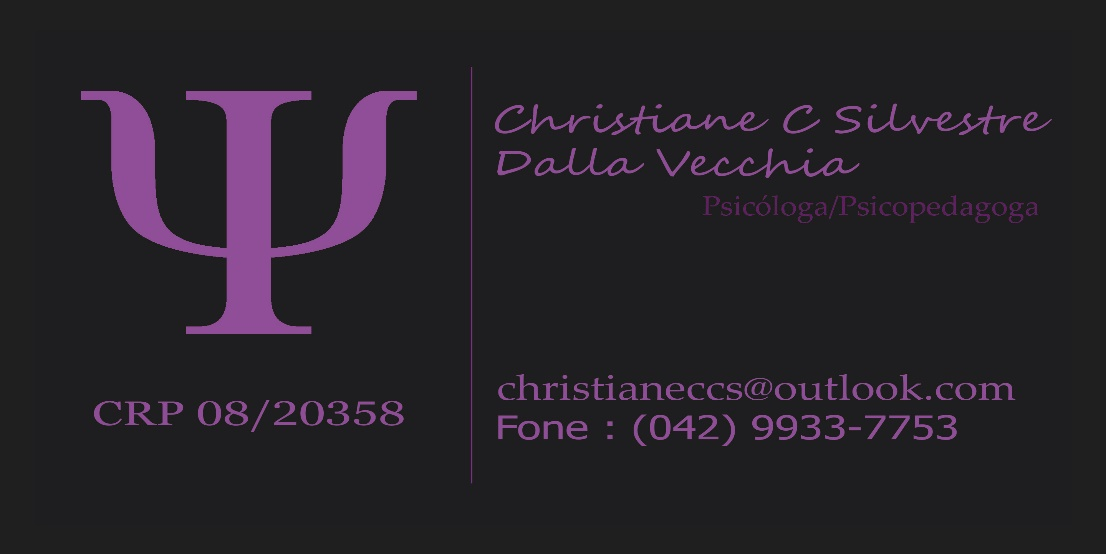 Ψ
CRP 08/20358
Christiane C Silvestre
Dalla Vecchia
Psicóloga/Psicopedagoga
christianeccs@outlook.com
Fone : (042) 9933-7753